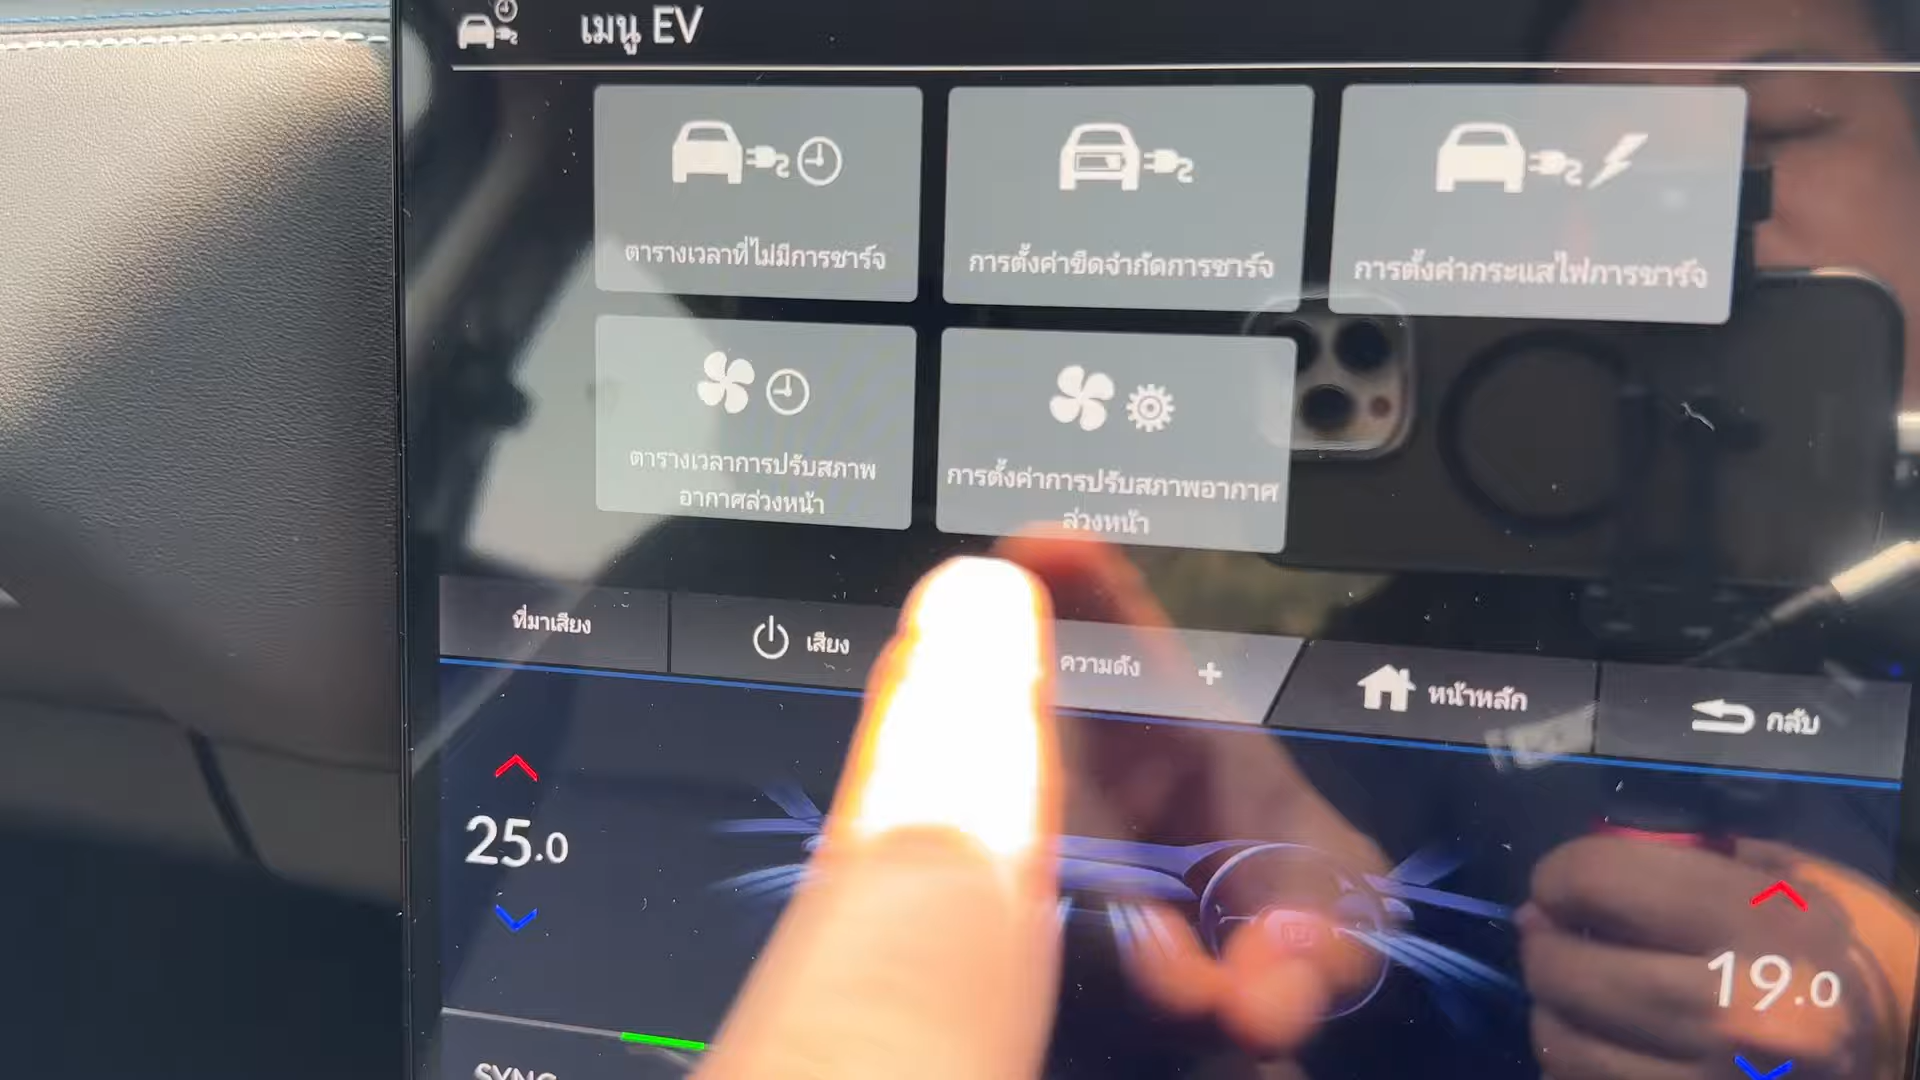 เมนู EV
ตารางเวลาที่ไม่มีการชาร์จ
การตั้งค่าขีดจำกัดการชาร์จ
การตั้งค่ากระแสไฟการชาร์จ
ตารางเวลาการปรับสภาพ
อากาศล่วงหน้า
การตั้งค่าการปรับสภาพอากาศ
ล่วงหน้า
ที่มาเสียง
เสียง
ความดัง +
หน้าหลัก
กลับ
25.0
19.0
SYNC